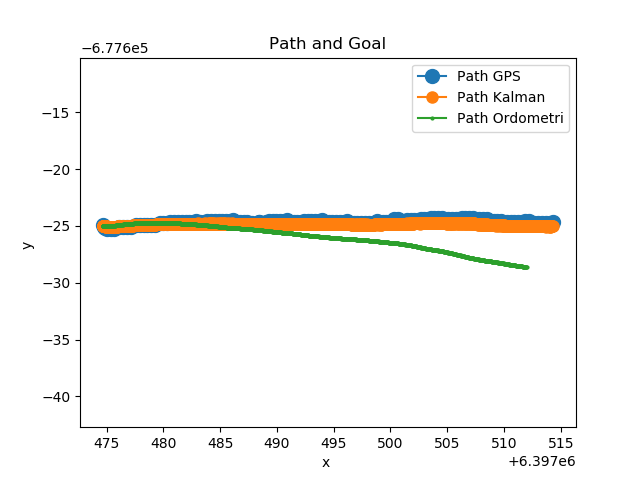 Path and Goal
−6.776e5
Path GPS
Path Kalman
Path Ordometri
−15
−20
−25
−30
−35
−40
y
475 480 485 490 495 500 505 510 515
x
+6.397e6